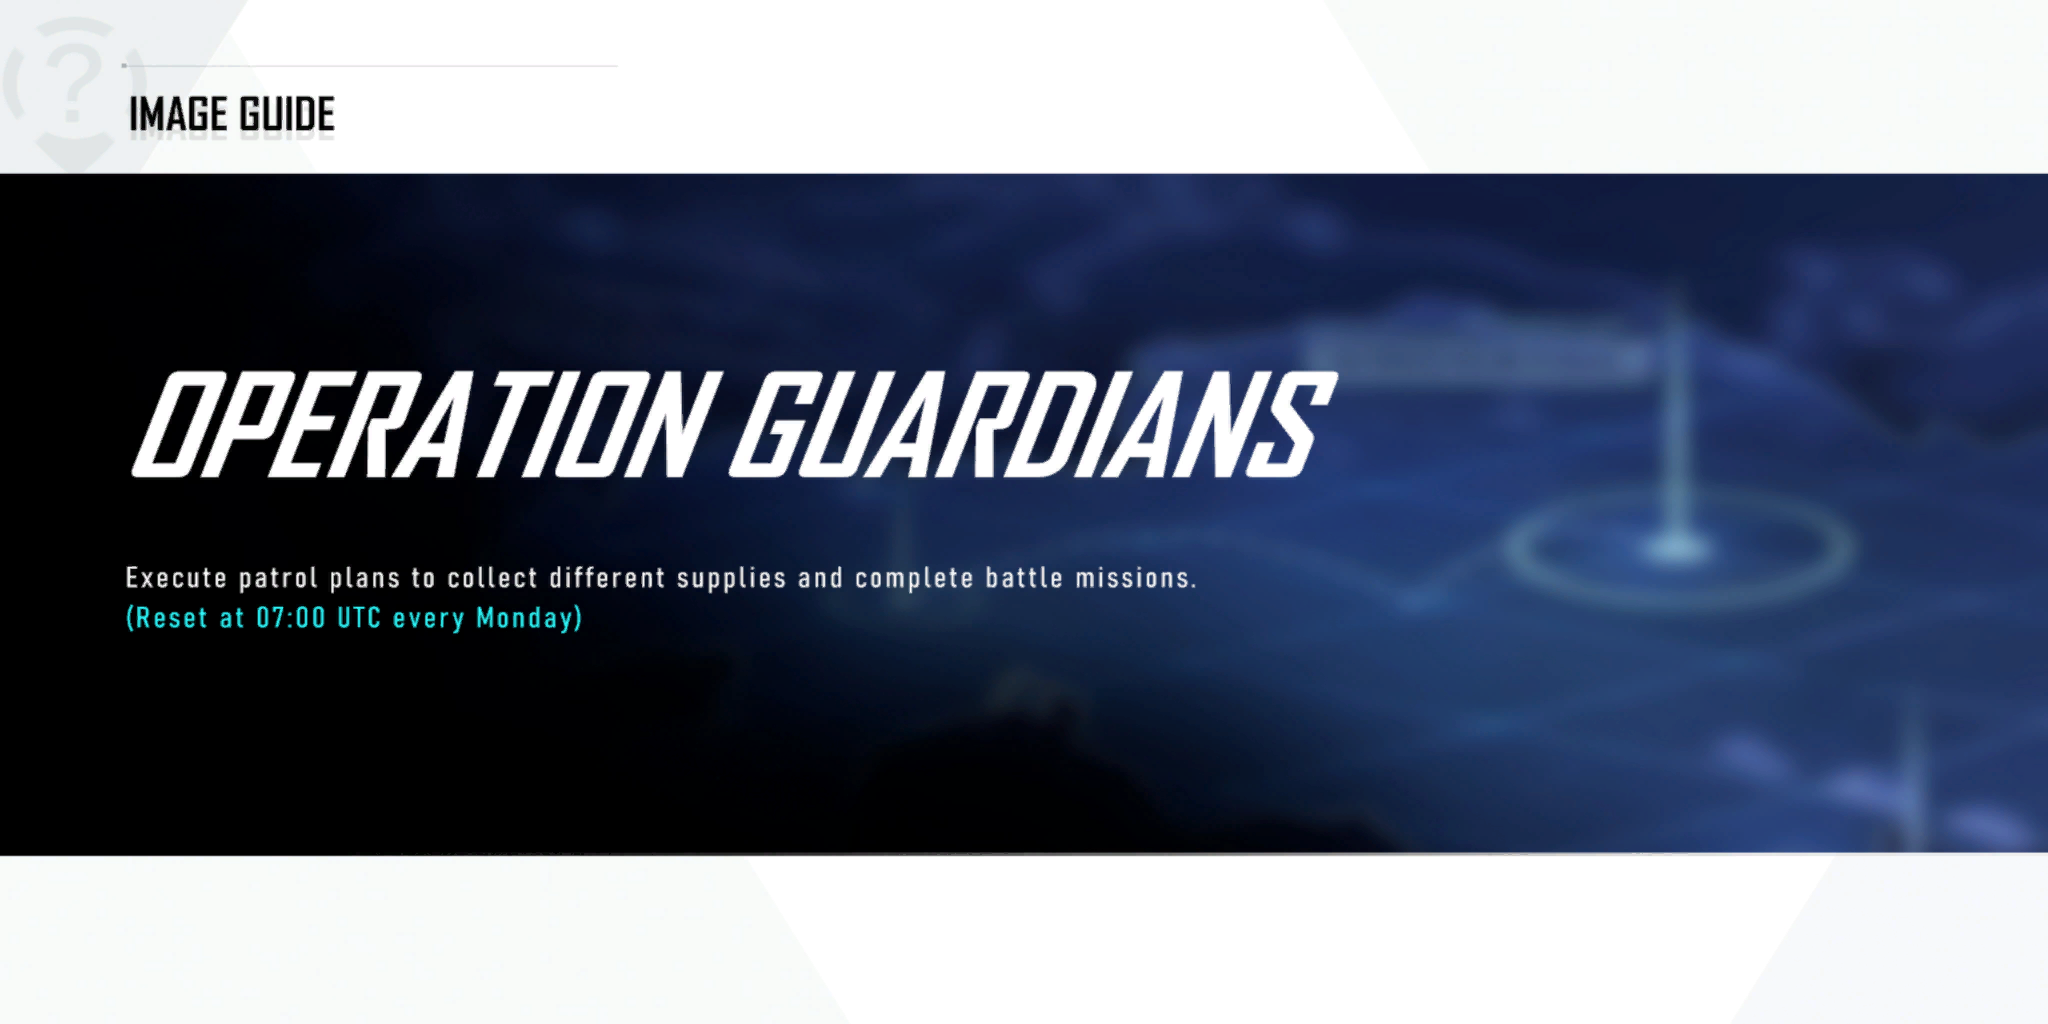 IMAGE GUIDE
OPERATION GUARDIANS
Execute patrol plans to collect different supplies and complete battle missions.
(Reset at 07:00 UTC every Monday)